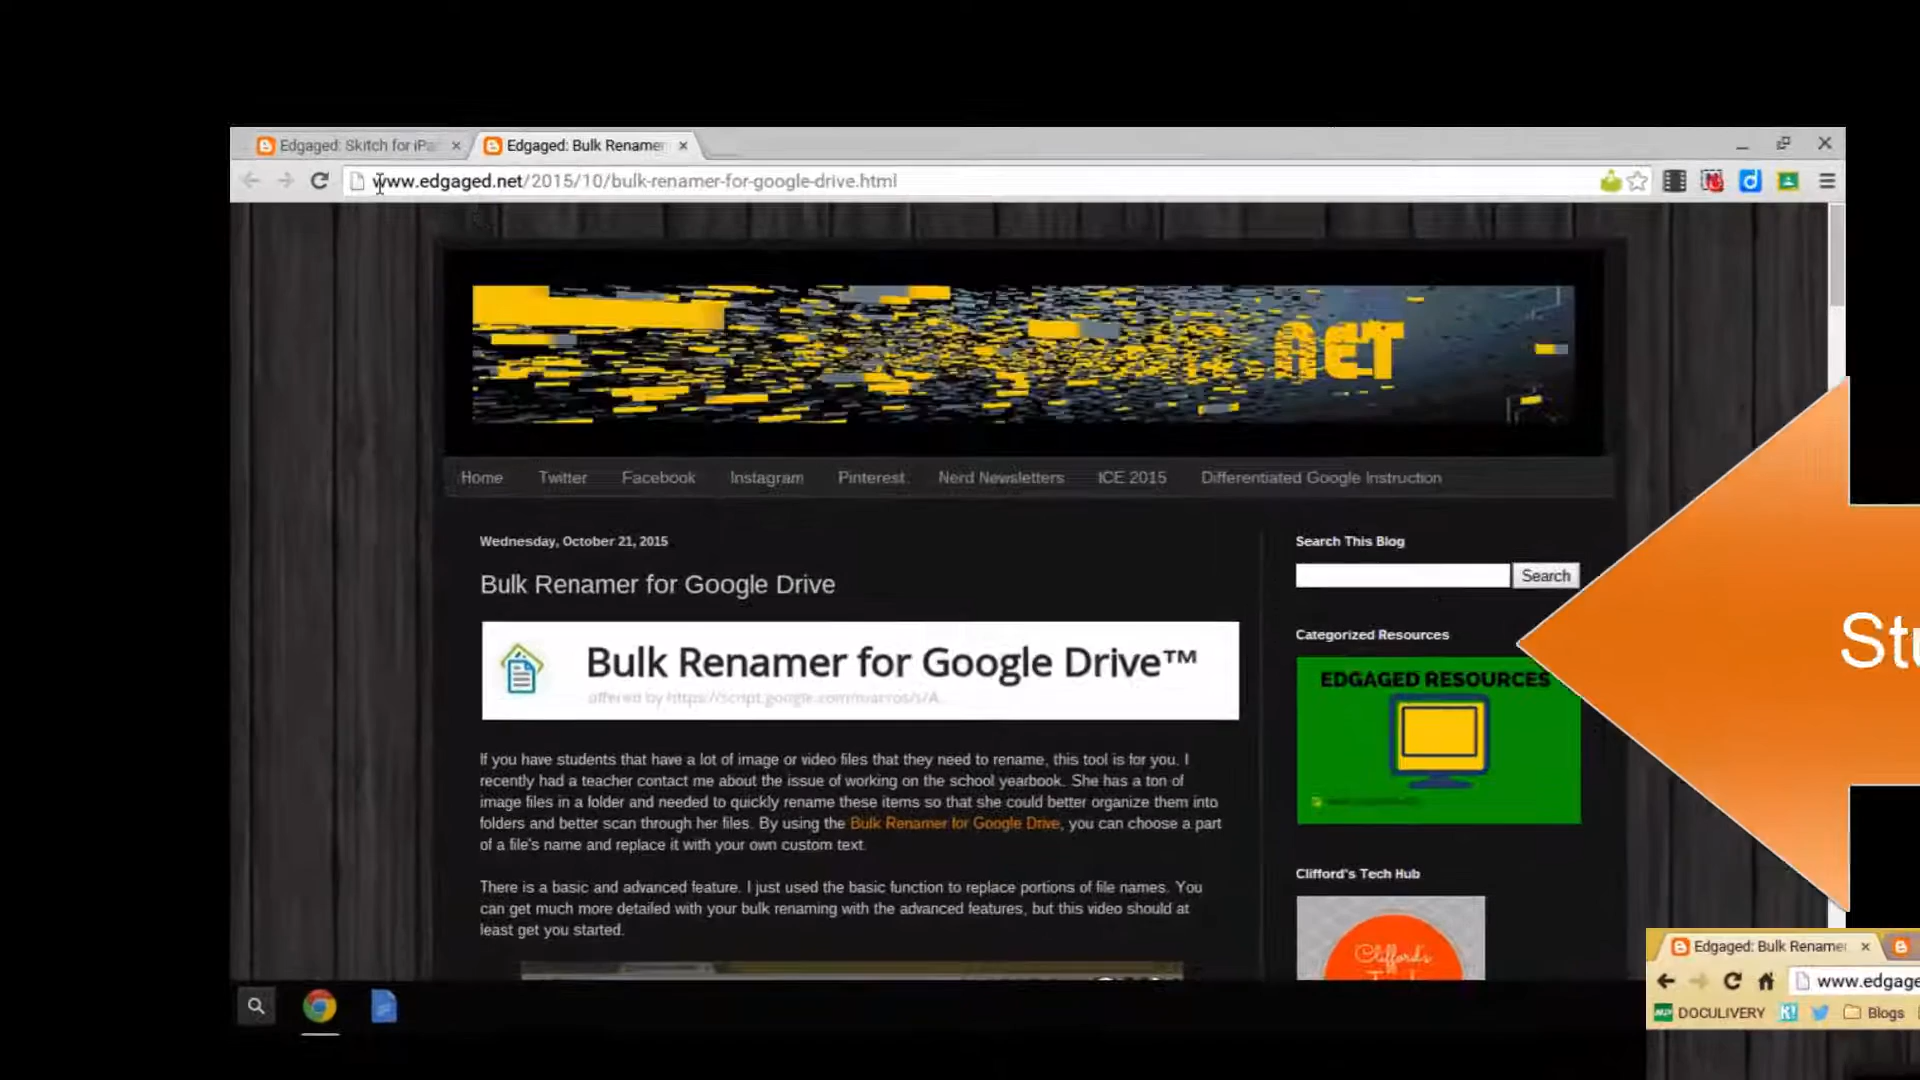 Edgaged: Skitch for iPa
Edgaged: Bulk Renamer
www.edgaged.net/2015/10/bulk-renamer-for-google-drive.html
NET
Home Twitter Facebook Instagram Pinterest Nerd Newsletters ICE 2015 Differentiated Google Instruction
Wednesday, October 21, 2015
Bulk Renamer for Google Drive
Bulk Renamer for Google Drive™
offered by https://script.google.com/macros/s/A...
If you have students that have a lot of image or video files that they need to rename, this tool is for you. I
recently had a teacher contact me about the issue of working on the school yearbook. She has a ton of
image files in a folder and needed to quickly rename these items so that she could better organize them into
folders and better scan through her files. By using the Bulk Renamer for Google Drive, you can choose a part
of a file's name and replace it with your own custom text.
There is a basic and advanced feature. I just used the basic function to replace portions of file names. You
can get much more detailed with your bulk renaming with the advanced features, but this video should at
least get you started.
Search This Blog
Search
Categorized Resources
EDGAGED RESOURCES
Clifford's Tech Hub
Clifford's
Stu
Edgaged: Bulk Renamer
www.edgage
DOCULIVERY
K!
Blogs